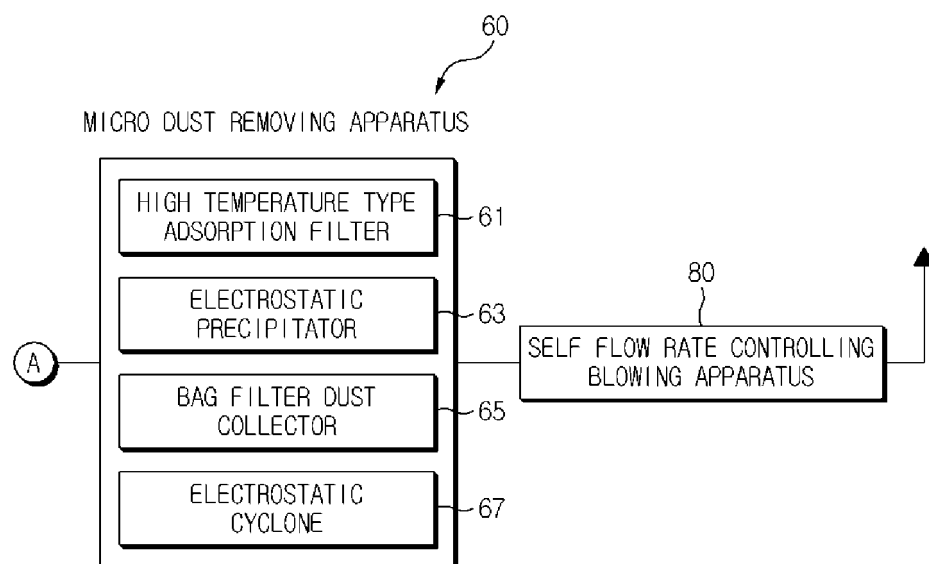 60
MICRO DUST REMOVING APPARATUS
HIGH TEMPERATURE TYPE
ADSORPTION FILTER
61
ELECTROSTATIC
PRECIPITATOR
63
BAG FILTER DUST
COLLECTOR
65
ELECTROSTATIC
CYCLONE
67
A
80
SELF FLOW RATE CONTROLLING
BLOWING APPARATUS